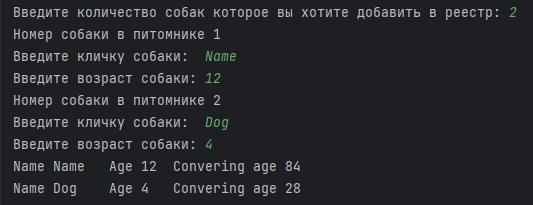 Введите количество собак которое вы хотите добавить в реестр: 2
Номер собаки в питомнике 1
Введите кличку собаки:  Name
Введите возраст собаки: 12
Номер собаки в питомнике 2
Введите кличку собаки:  Dog
Введите возраст собаки: 4
Name Name   Age 12  Convering age 84
Name Dog    Age 4   Convering age 28